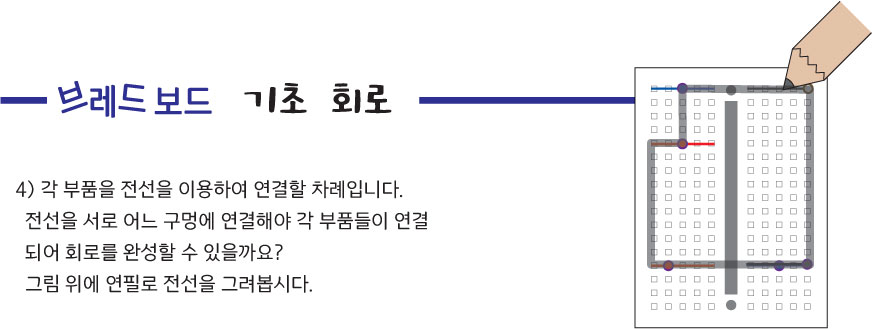 브레드 보드 기초 회로
4) 각 부품을 전선을 이용하여 연결할 차례입니다.
전선을 서로 어느 구멍에 연결해야 각 부품들이 연결
되어 회로를 완성할 수 있을까요?
그림 위에 연필로 전선을 그려봅시다.